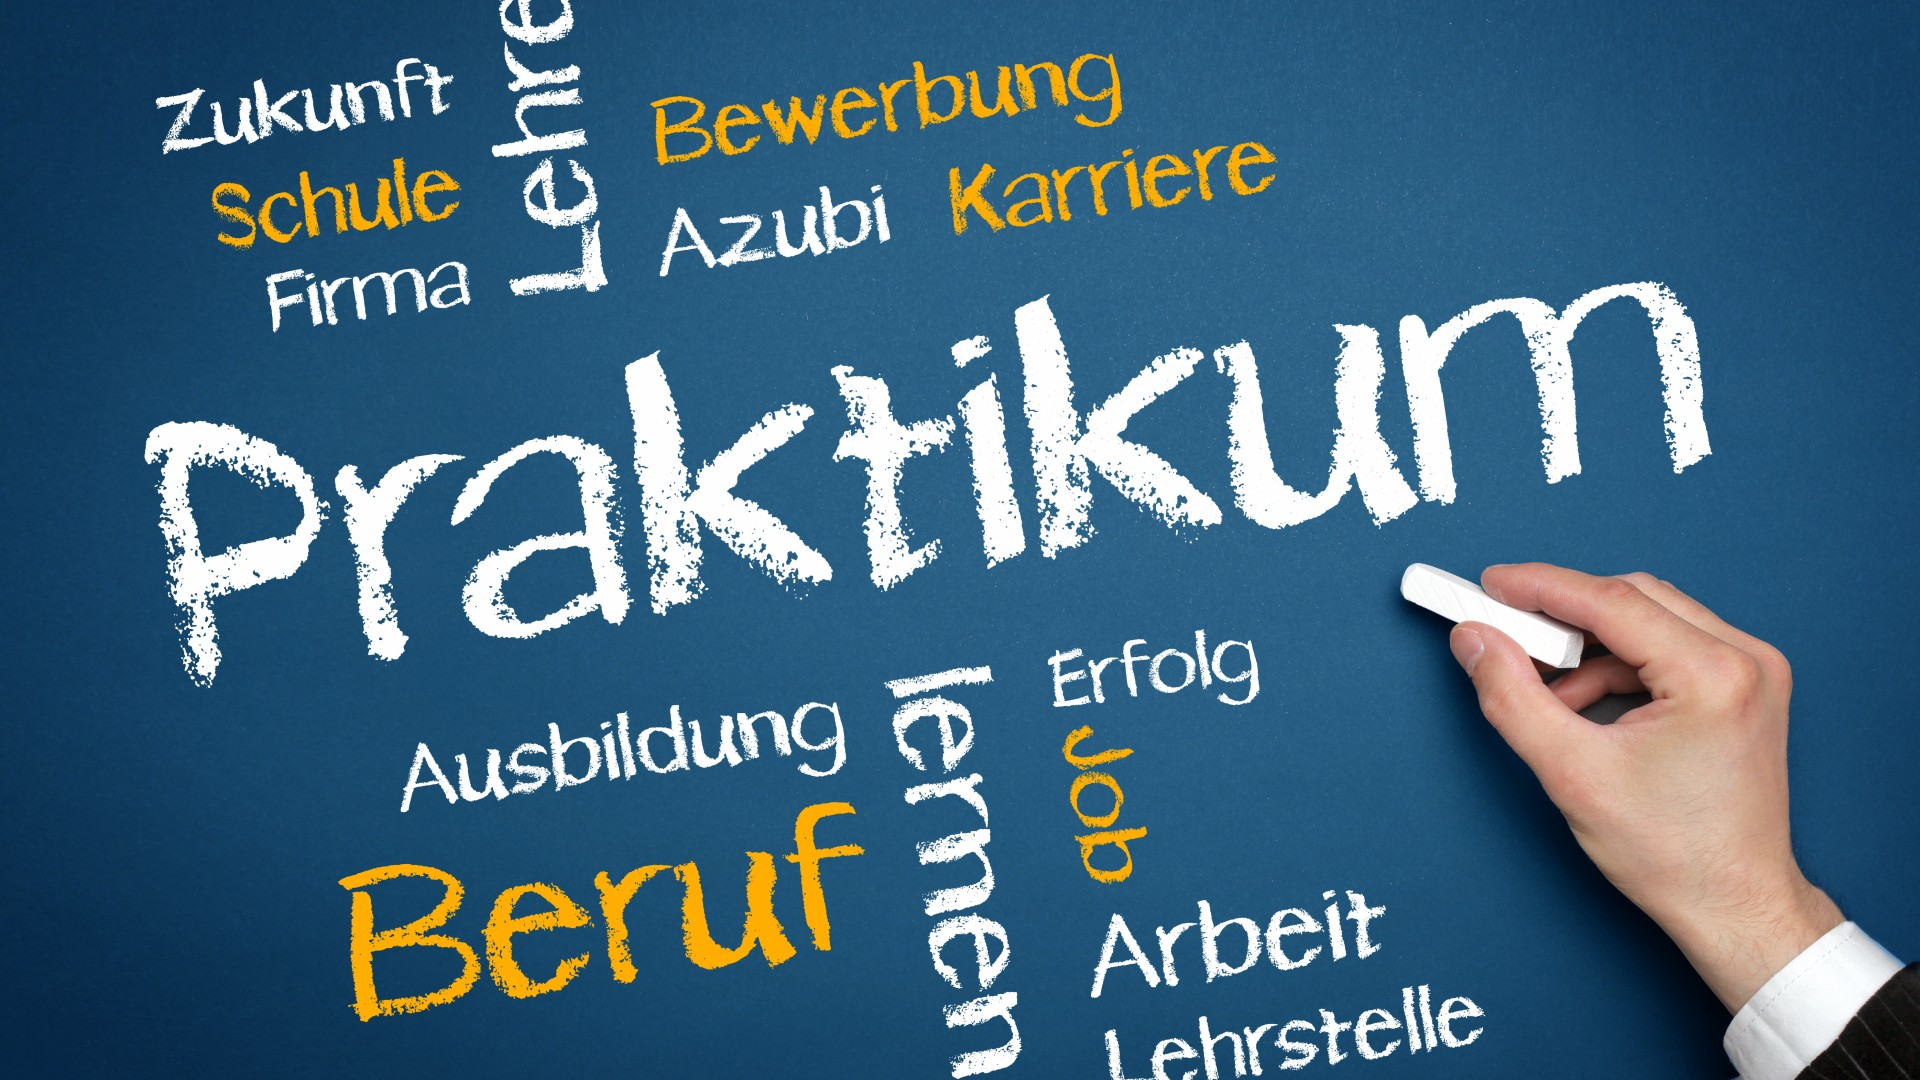 Zukunft
Schule
Firma
Lehre
Bewerbung
Azubi
Karriere
Praktikum
Ausbildung
Beruf
lernen
Erfolg
Job
Arbeit
Lehrstelle